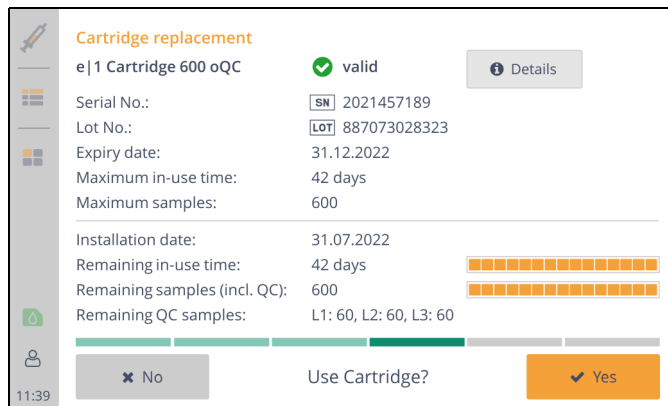 Cartridge replacement
e|1 Cartridge 600 oQC valid Details
Serial No.: SN 2021457189
Lot No.: LOT 887073028323
Expiry date: 31.12.2022
Maximum in-use time: 42 days
Maximum samples: 600
Installation date: 31.07.2022
Remaining in-use time: 42 days
Remaining samples (incl. QC): 600
Remaining QC samples: L1: 60, L2: 60, L3: 60
No Use Cartridge? Yes
11:39